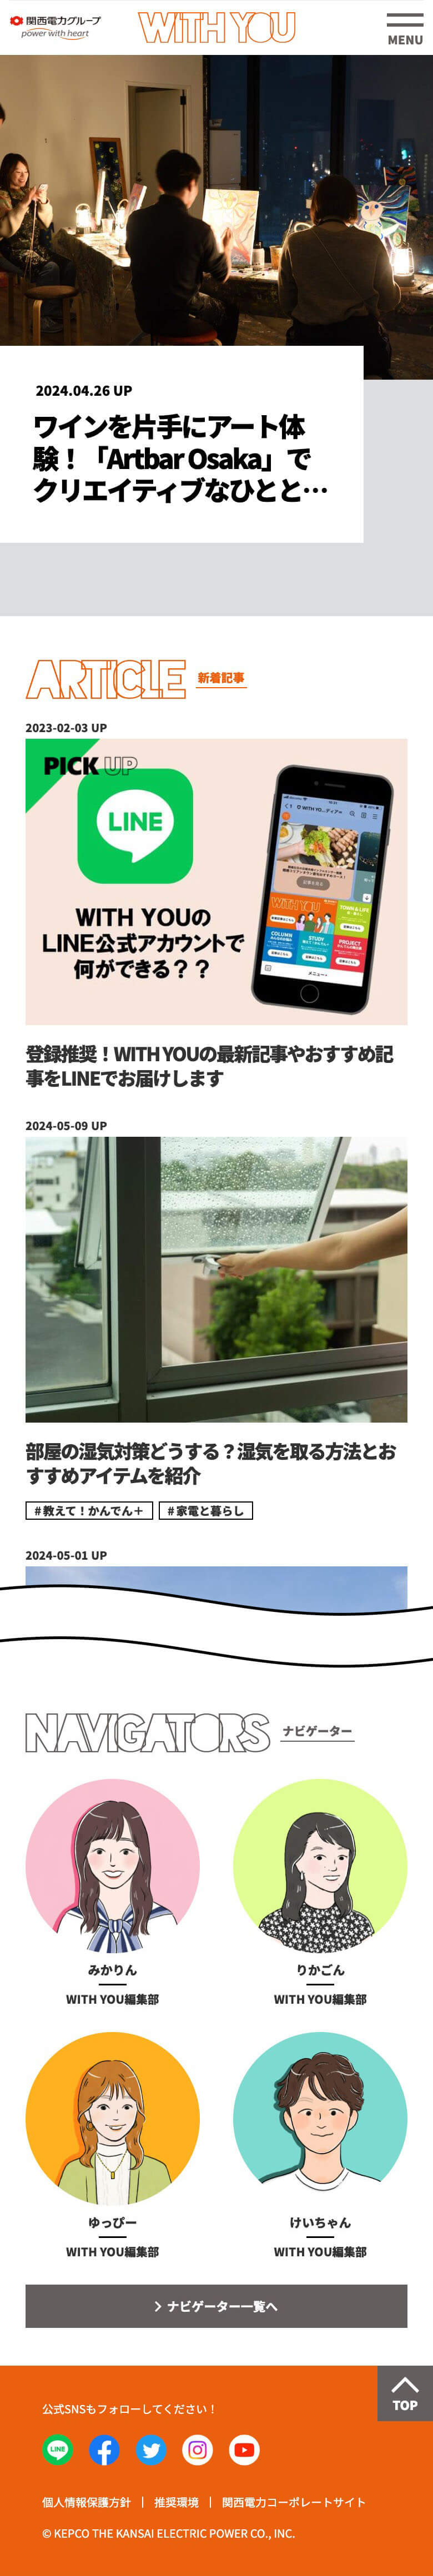 関西電力グループ
power with heart
WITH YOU
MENU
2024.04.26 UP
ワインを片手にアート体
験！「Artbar Osaka」で
クリエイティブなひとと…
ARTICLE 新着記事
2023-02-03 UP
PICK UP
LINE
WITH YOUの
LINE公式アカウントで
何ができる？？
登録推奨！WITH YOUの最新記事やおすすめ記
事をLINEでお届けします
2024-05-09 UP
部屋の湿気対策どうする？湿気を取る方法とお
すすめアイテムを紹介
#教えて！かんでん＋ #家電と暮らし
2024-05-01 UP
NAVIGATORS ナビゲーター
みかりん りかごん
WITH YOU編集部 WITH YOU編集部
ゆっぴー けいちゃん
WITH YOU編集部 WITH YOU編集部
ナビゲーター一覧へ
TOP
公式SNSもフォローしてください！
LINE
個人情報保護方針 | 推奨環境 | 関西電力コーポレートサイト
© KEPCO THE KANSAI ELECTRIC POWER CO., INC.